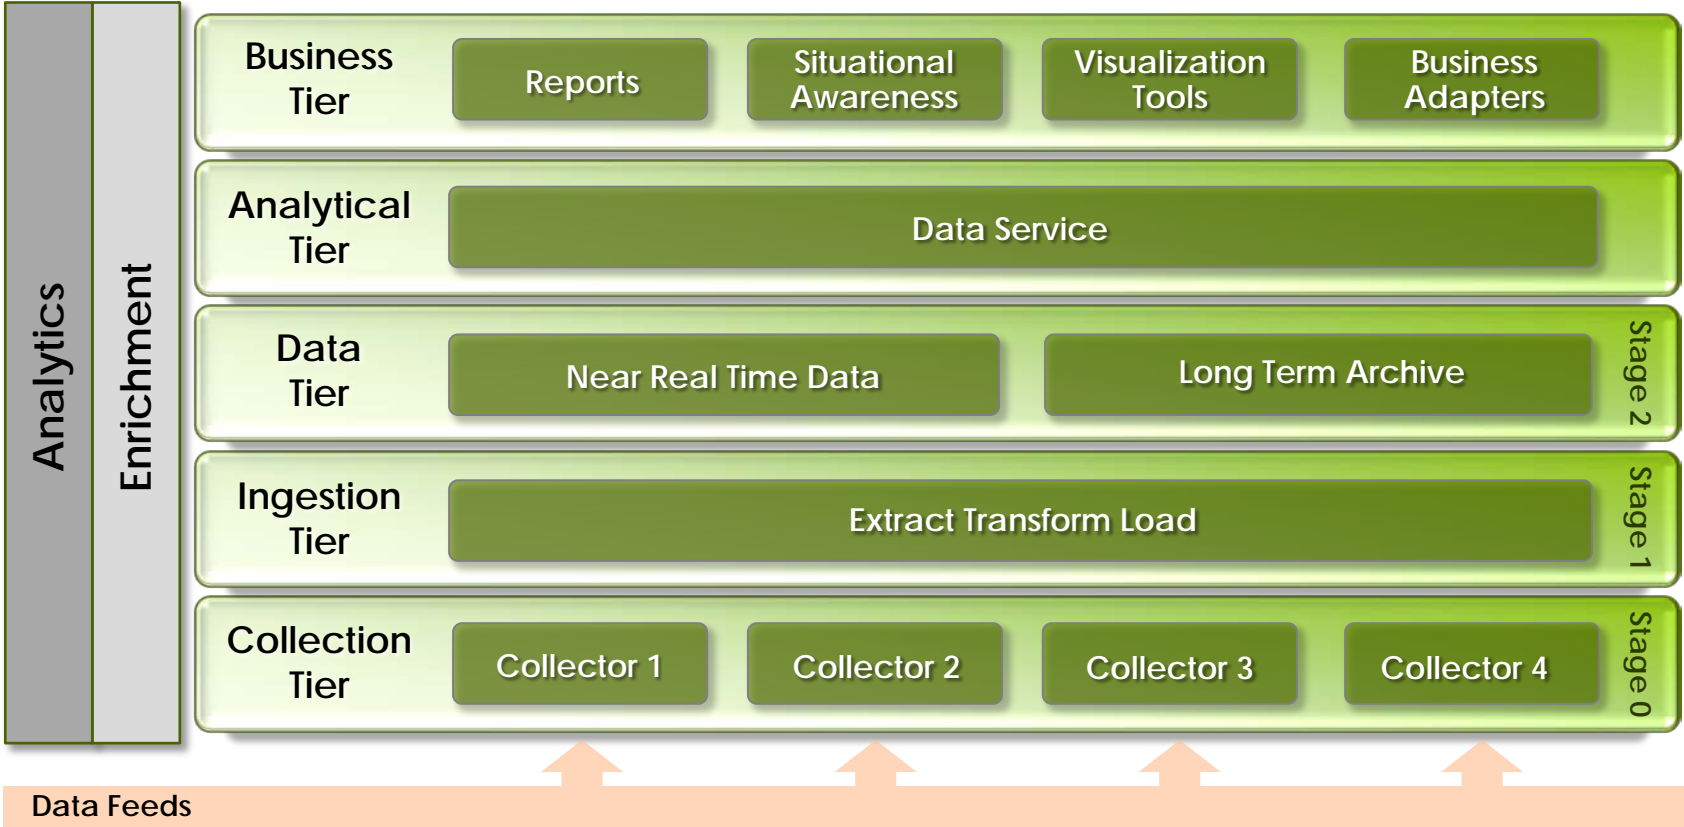 Analytics
Enrichment
Business
Tier
Reports
Situational
Awareness
Visualization
Tools
Business
Adapters
Analytical
Tier
Data Service
Data
Tier
Near Real Time Data
Long Term Archive
Stage 2
Ingestion
Tier
Extract Transform Load
Stage 1
Collection
Tier
Collector 1
Collector 2
Collector 3
Collector 4
Stage 0
Data Feeds